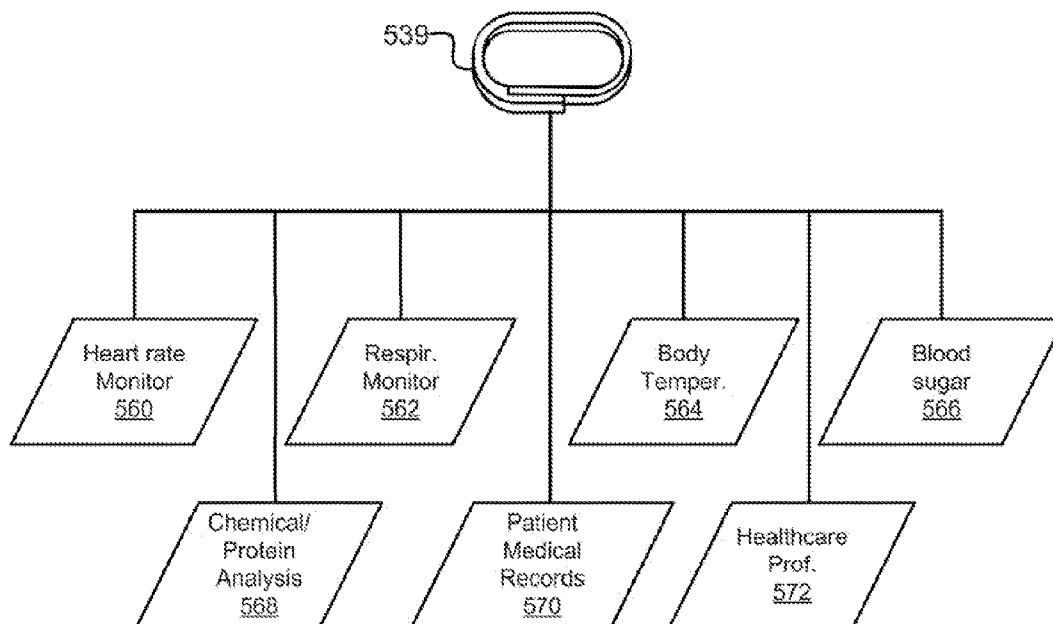 539
Heart rate
Monitor
560
Respir.
Monitor
562
Body
Temper.
564
Blood
sugar
566
Chemical/
Protein
Analysis
568
Patient
Medical
Records
570
Healthcare
Prof.
572